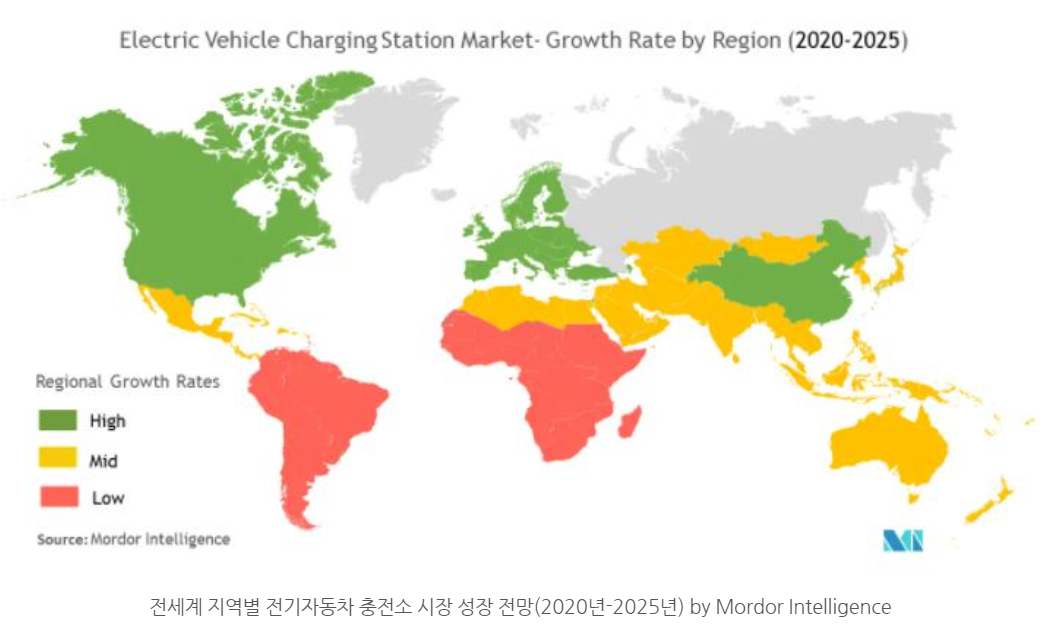 Electric Vehicle Charging Station Market- Growth Rate by Region (2020-2025)
Regional Growth Rates
High
Mid
Low
Source: Mordor Intelligence
전세계 지역별 전기자동차 충전소 시장 성장 전망(2020년-2025년) by Mordor Intelligence